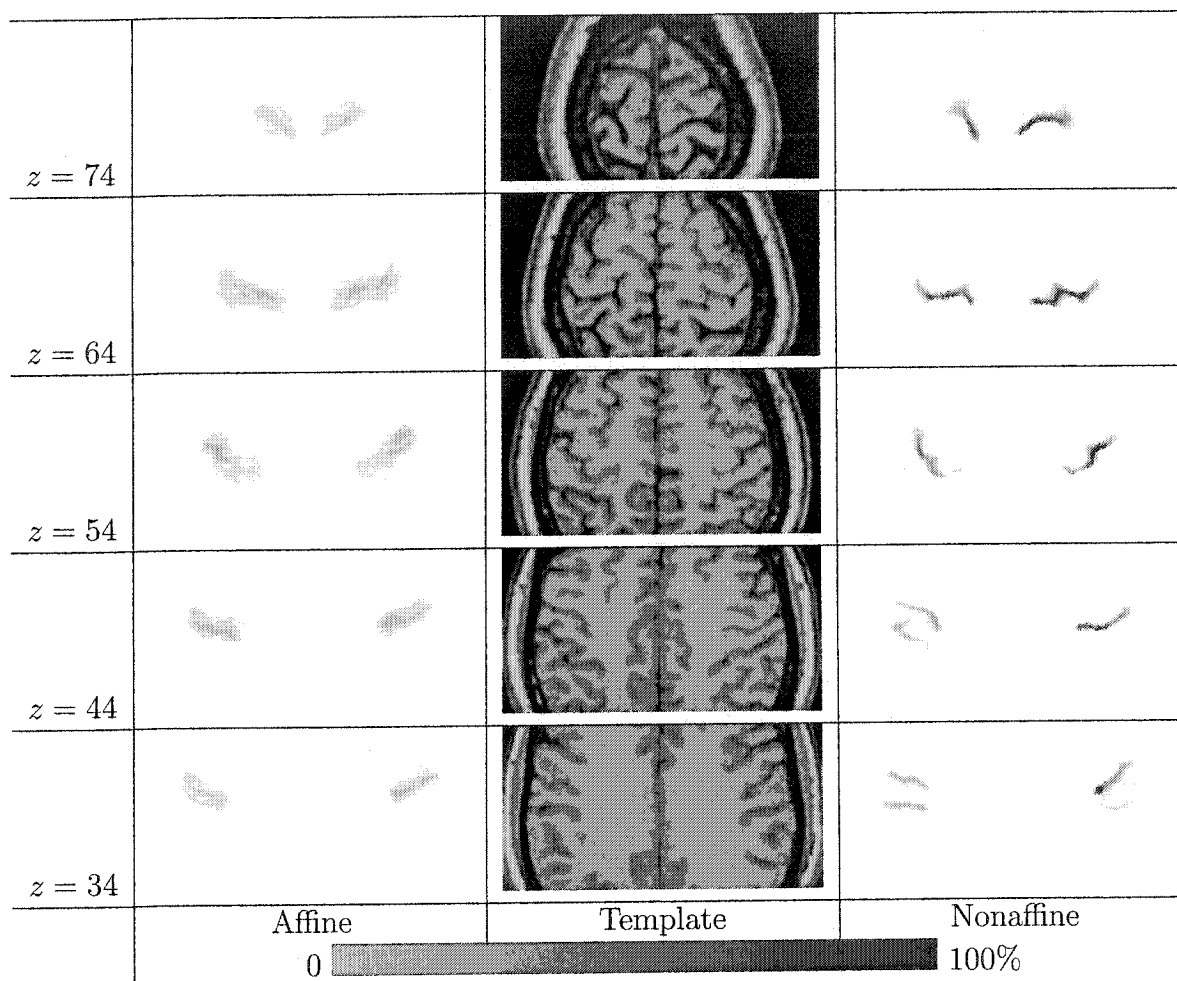 z = 74
z = 64
z = 54
z = 44
z = 34
Affine Template Nonaffine
0 100%